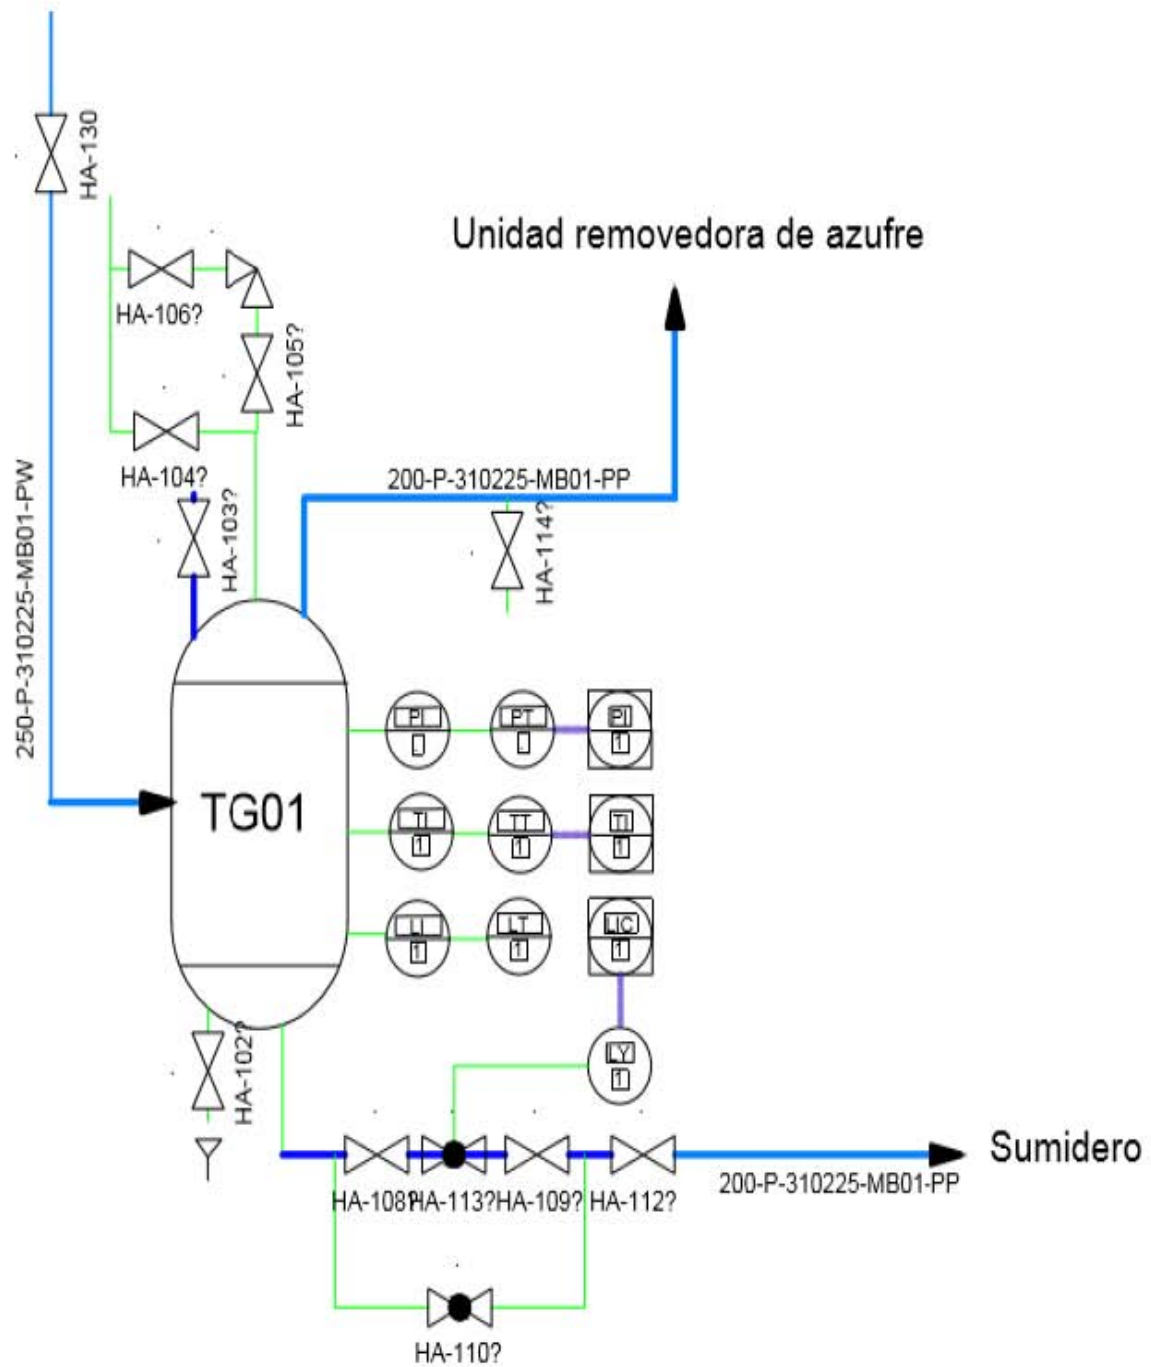 HA-130
Unidad removedora de azufre
HA-106?
HA-105?
HA-104?
200-P-310225-MB01-PP
HA-103?
HA-114?
250-P-310225-MB01-PW
PI
.
PT
.
PI
1
TG01
TI
1
TT
1
TI
1
LI
1
LT
1
LIC
1
HA-102?
LY
1
Sumidero
HA-108?
HA-113?
HA-109?
HA-112?
200-P-310225-MB01-PP
HA-110?